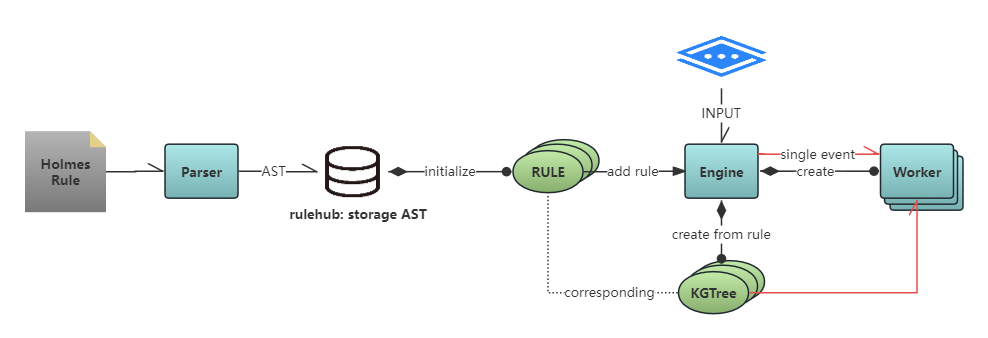 INPUT
Holmes
Rule
Parser
AST
initialize
RULE
add rule
Engine
single event
create
Worker
rulehub: storage AST
create from rule
corresponding
KGTree